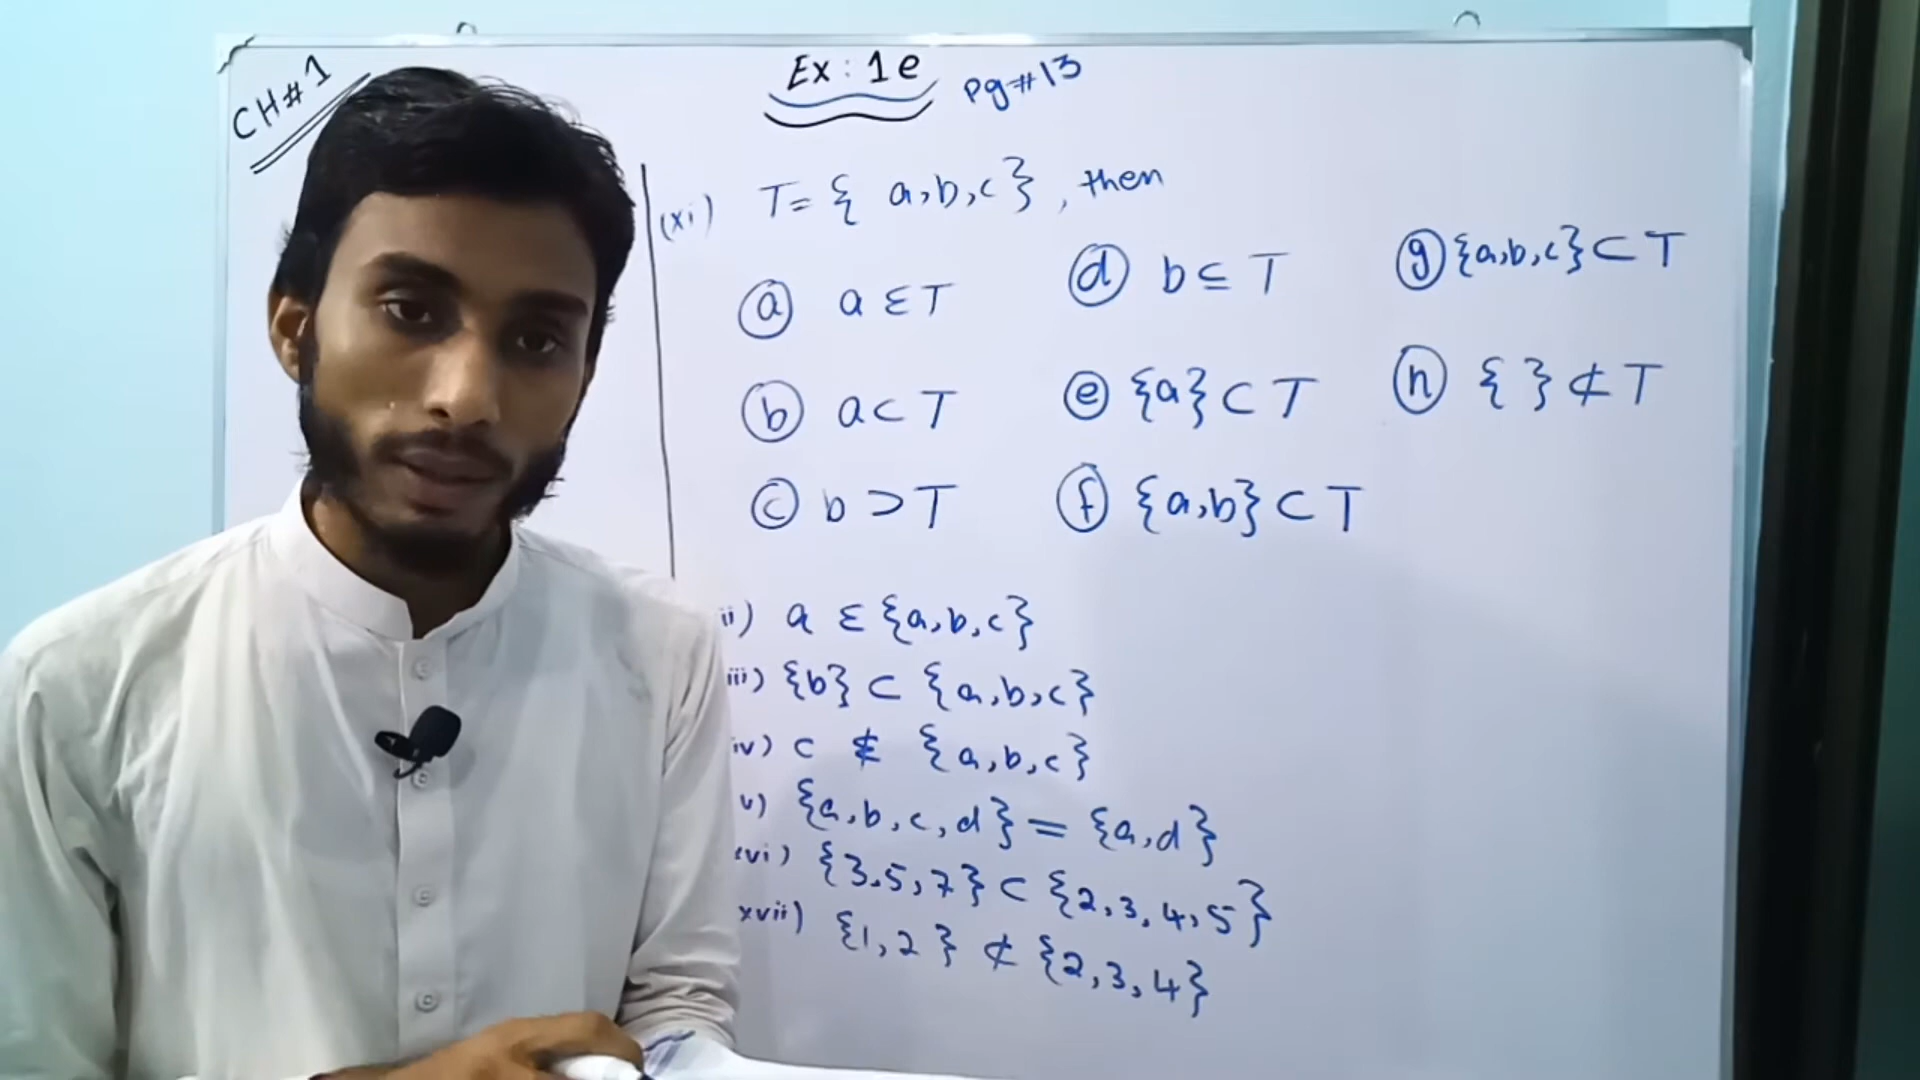 CH#1
Ex: 1e
Pg#13
(xi) T={ a,b,c}, then
ⓐ a ∈ T
ⓑ a ⊂ T
ⓒ b ⊃ T
ⓓ b ⊆ T
ⓔ {a} ⊂ T
ⓕ {a,b} ⊂ T
ⓖ {a,b,c} ⊂ T
ⓗ { } ⊄ T
ii) a ∈ {a,b,c}
iii) {b} ⊂ {a,b,c}
iv) c ∉ {a,b,c}
v) {a,b,c,d} = {a,d}
xvi) {3,5,7} ⊂ {2,3,4,5}
xvii) {1,2} ⊄ {2,3,4}